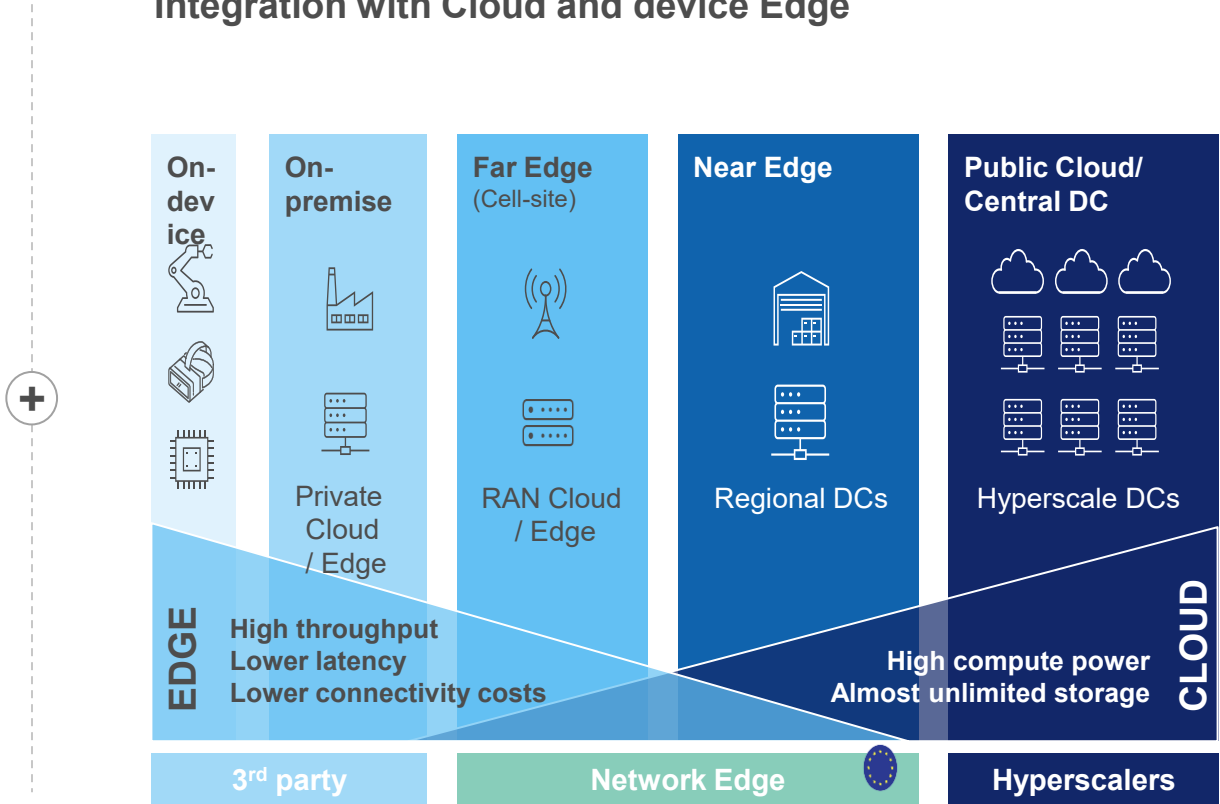 Integration with Cloud and device Edge
On-
dev
ice
On-
premise
Private
Cloud
/ Edge
Far Edge
(Cell-site)
RAN Cloud
/ Edge
Near Edge
Regional DCs
Public Cloud/
Central DC
Hyperscale DCs
EDGE
High throughput
Lower latency
Lower connectivity costs
High compute power
Almost unlimited storage
CLOUD
3rd party
Network Edge
Hyperscalers